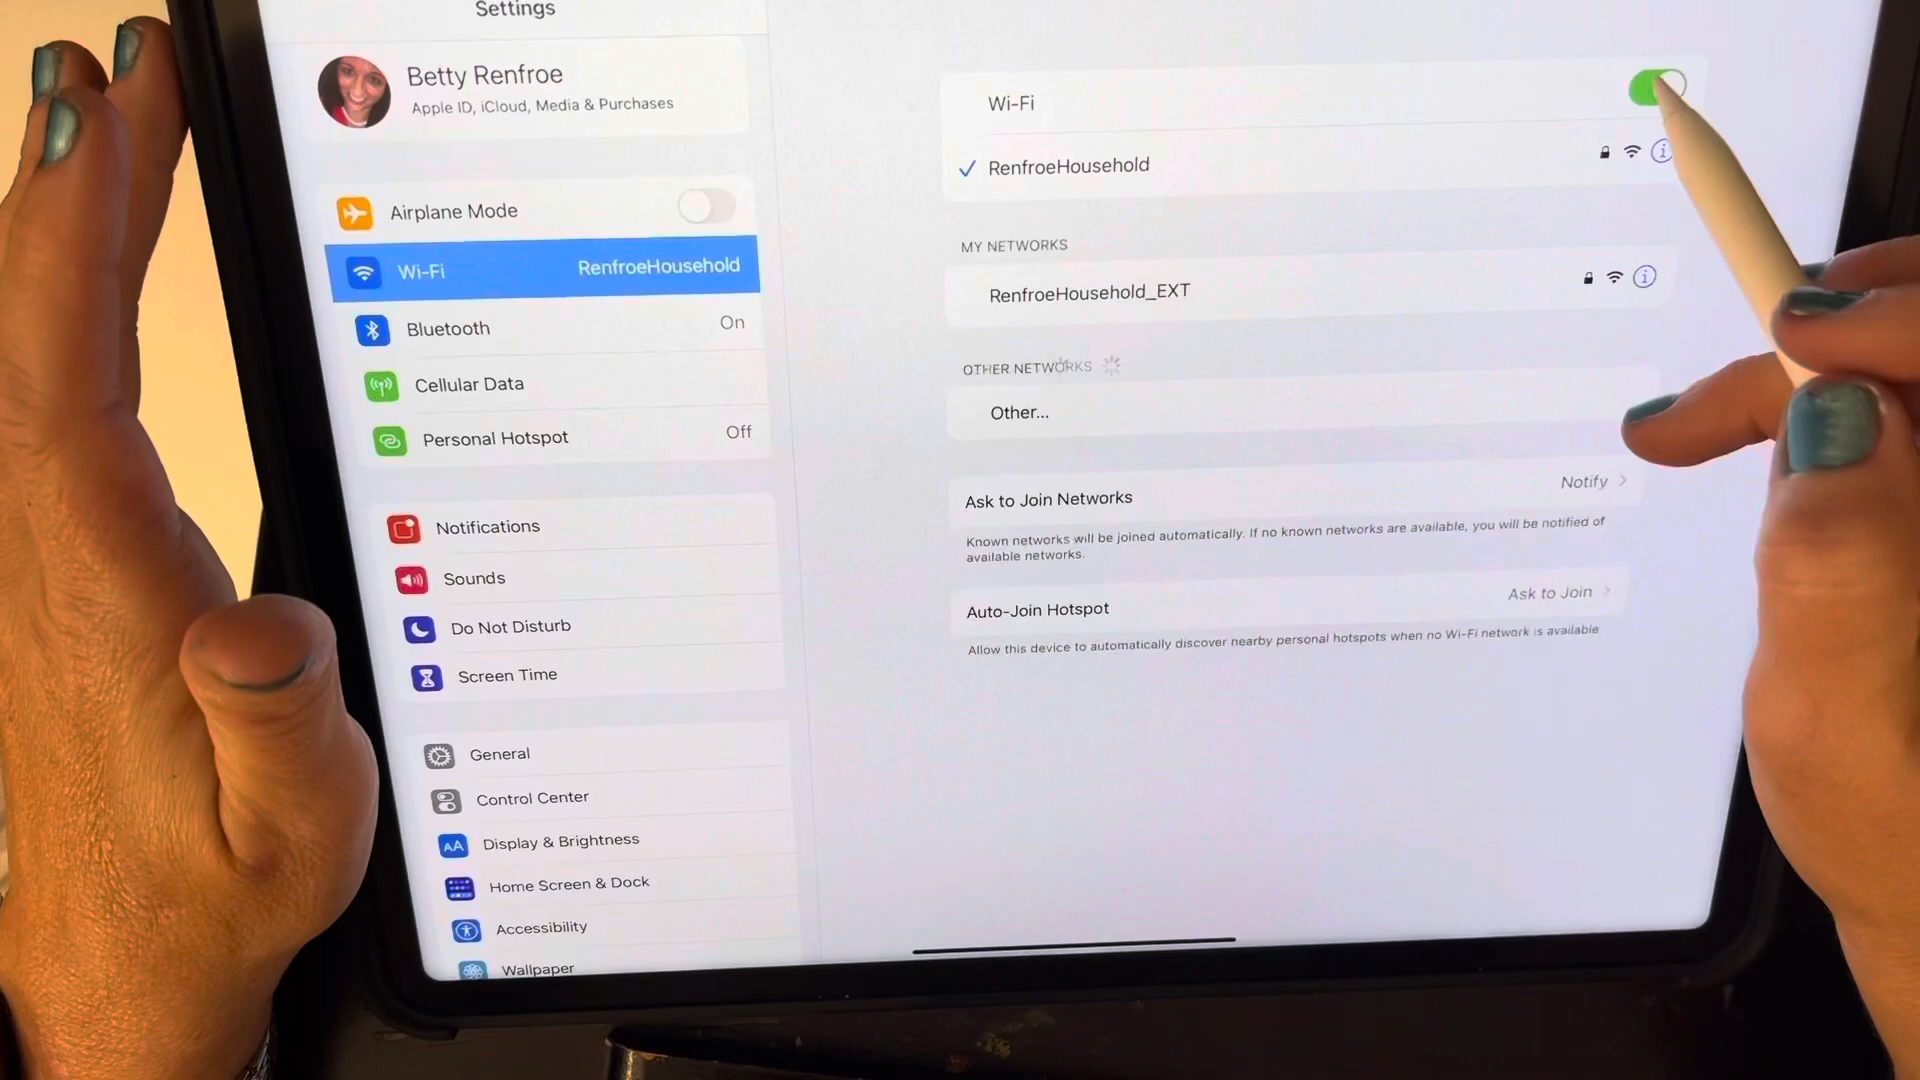 Settings
Betty Renfroe
Apple ID, iCloud, Media & Purchases
Airplane Mode
Wi-Fi RenfroeHousehold
Bluetooth On
Cellular Data
Personal Hotspot Off
Notifications
Sounds
Do Not Disturb
Screen Time
General
Control Center
AA Display & Brightness
Home Screen & Dock
Accessibility
Wallpaper
Wi-Fi
RenfroeHousehold
MY NETWORKS
RenfroeHousehold_EXT
OTHER NETWORKS
Other...
Ask to Join Networks Notify
Known networks will be joined automatically. If no known networks are available, you will be notified of
available networks.
Auto-Join Hotspot Ask to Join
Allow this device to automatically discover nearby personal hotspots when no Wi-Fi network is available